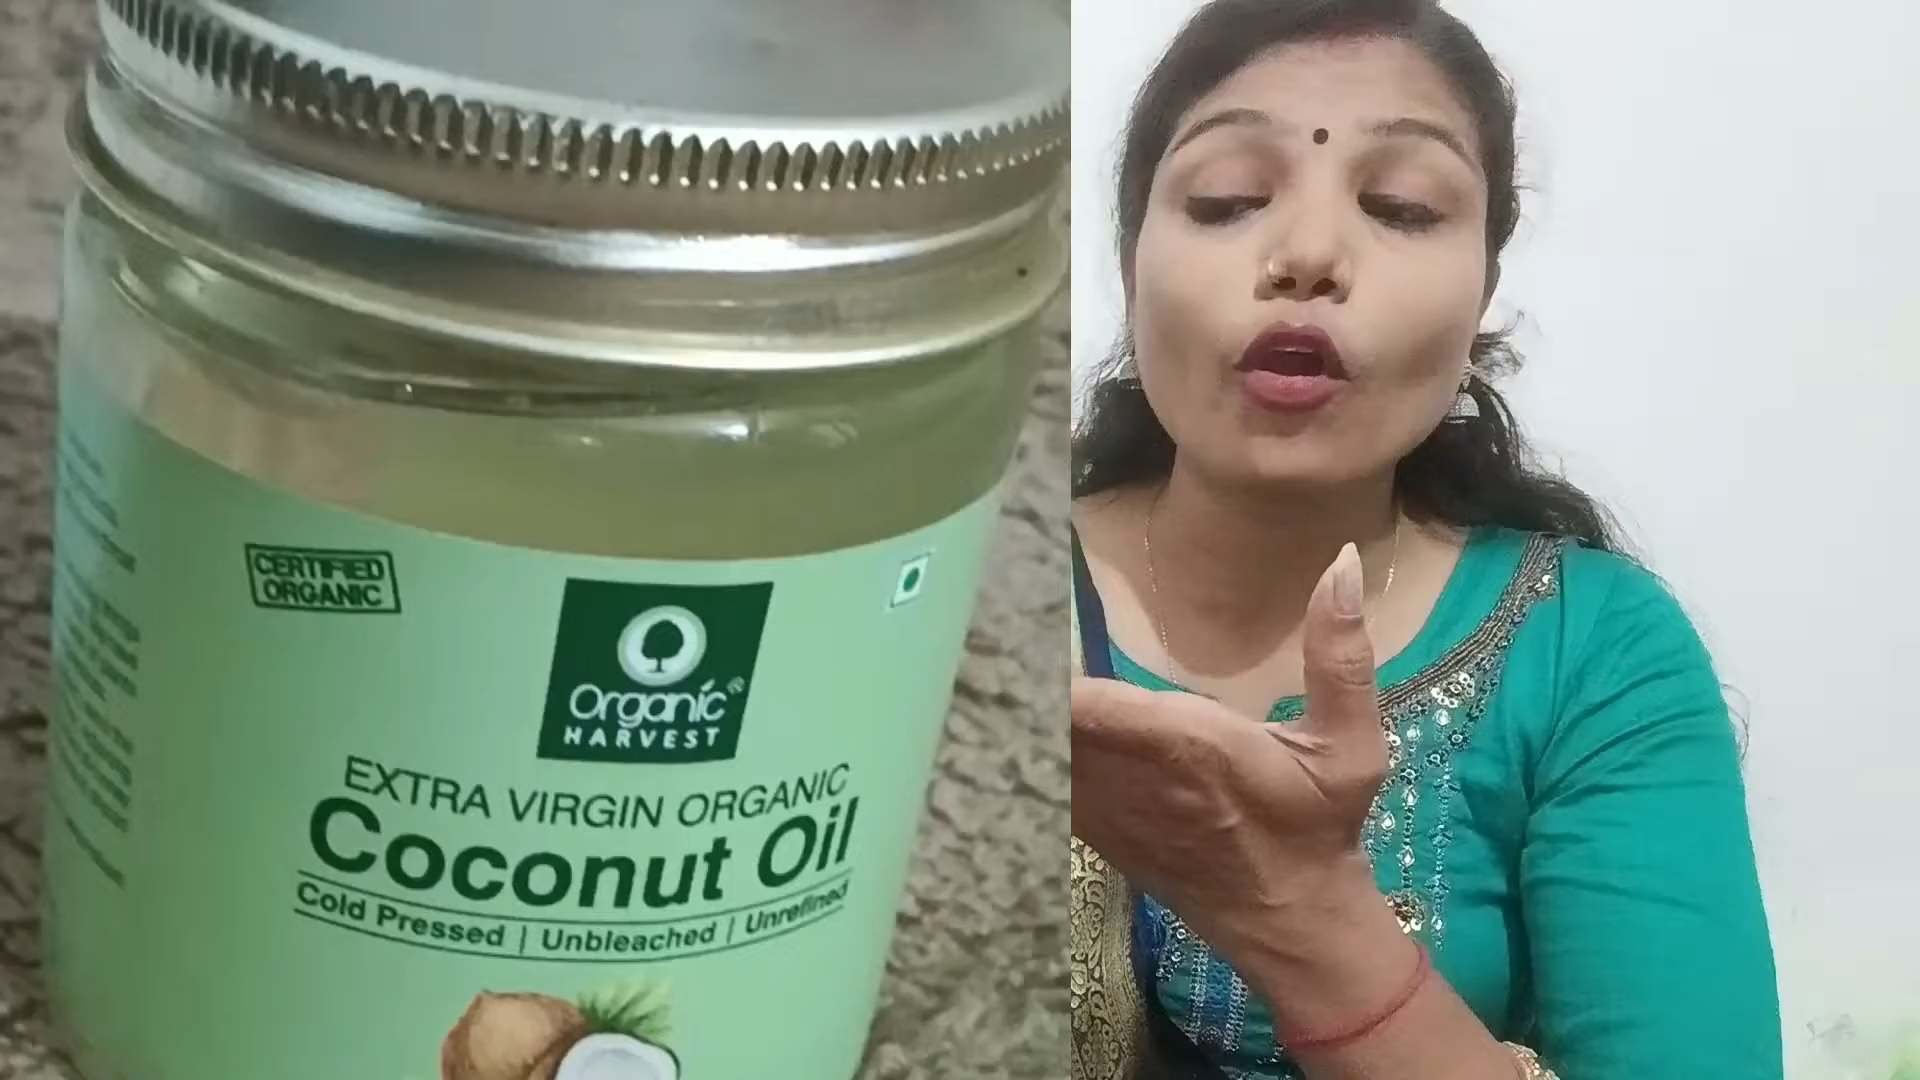 CERTIFIED
ORGANIC
Organic
HARVEST
EXTRA VIRGIN ORGANIC
Coconut Oil
Cold Pressed | Unbleached | Unrefined